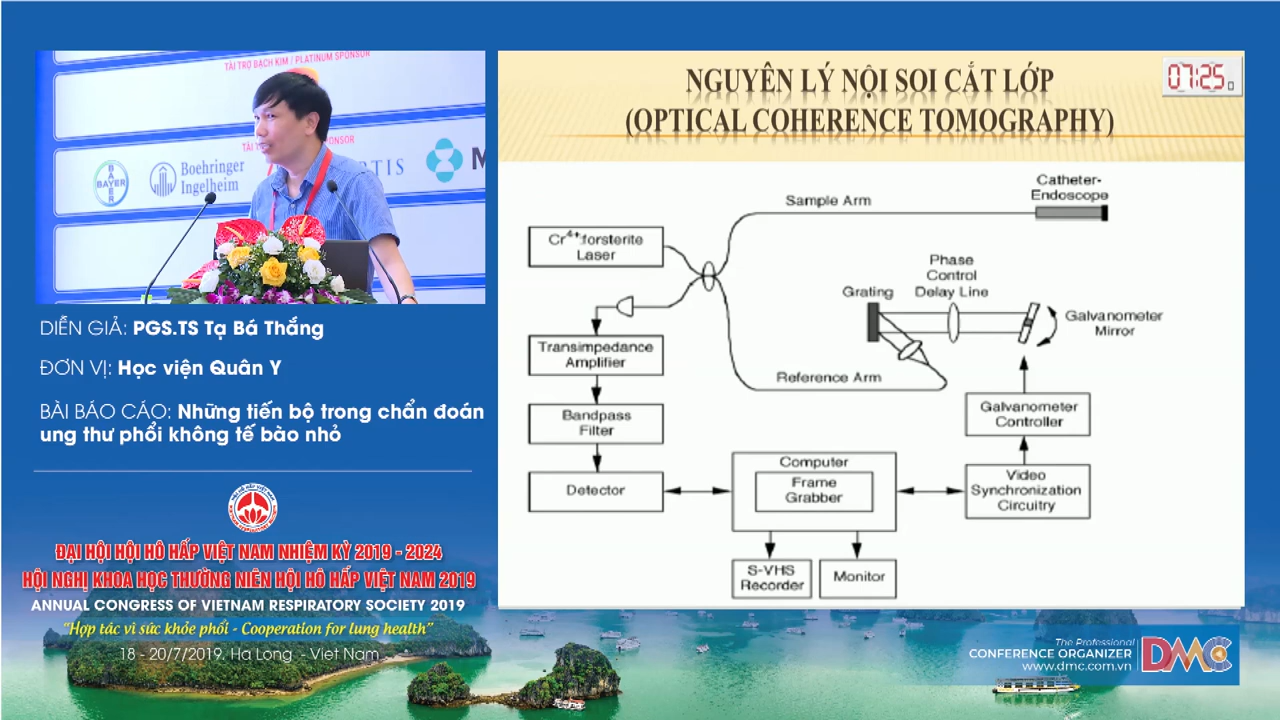 TÀI TRỢ BẠCH KIM / PLATINUM SPONSOR
BAYER
BAYER
Boehringer
Ingelheim
DIỄN GIẢ: PGS.TS Tạ Bá Thắng
ĐƠN VỊ: Học viện Quân Y
BÀI BÁO CÁO: Những tiến bộ trong chẩn đoán
ung thư phổi không tế bào nhỏ
ĐẠI HỘI HỘI HÔ HẤP VIỆT NAM NHIỆM KỲ 2019 - 2024
HỘI NGHỊ KHOA HỌC THƯỜNG NIÊN HỘI HÔ HẤP VIỆT NAM 2019
ANNUAL CONGRESS OF VIETNAM RESPIRATORY SOCIETY 2019
"Hợp tác vì sức khỏe phổi - Cooperation for lung health"
18 - 20/7/2019. Ha Long - Viet Nam
NGUYÊN LÝ NỘI SOI CẮT LỚP
(OPTICAL COHERENCE TOMOGRAPHY)
07:25
Sample Arm
Catheter-
Endoscope
Cr4+:forsterite
Laser
Phase
Control
Delay Line
Grating
Galvanometer
Mirror
Transimpedance
Amplifier
Reference Arm
Bandpass
Filter
Galvanometer
Controller
Detector
Computer
Frame
Grabber
Video
Synchronization
Circuitry
S-VHS
Recorder
Monitor
The Professional
CONFERENCE ORGANIZER
www.dmc.com.vn
DMC